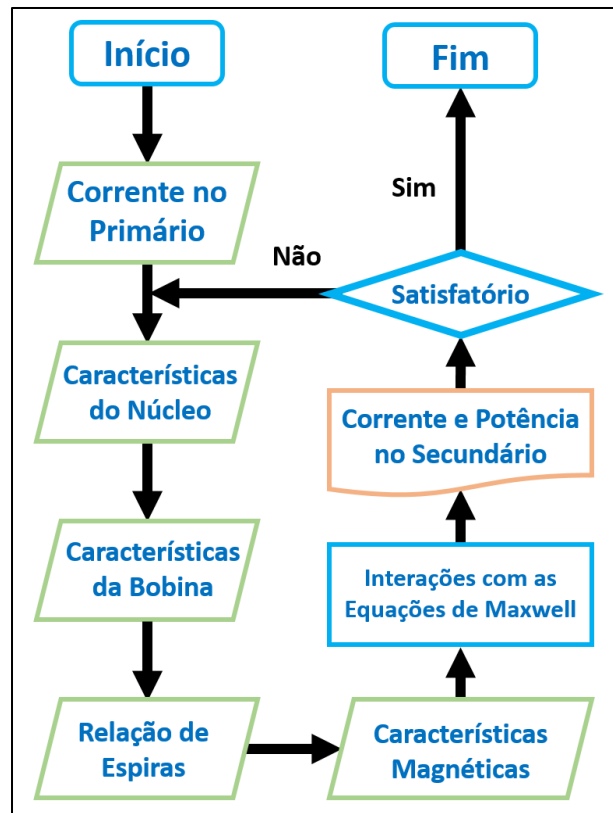 Início
Corrente no
Primário
Características
do Núcleo
Características
da Bobina
Relação de
Espiras
Características
Magnéticas
Interações com as
Equações de Maxwell
Corrente e Potência
no Secundário
Satisfatório
Não
Sim
Fim